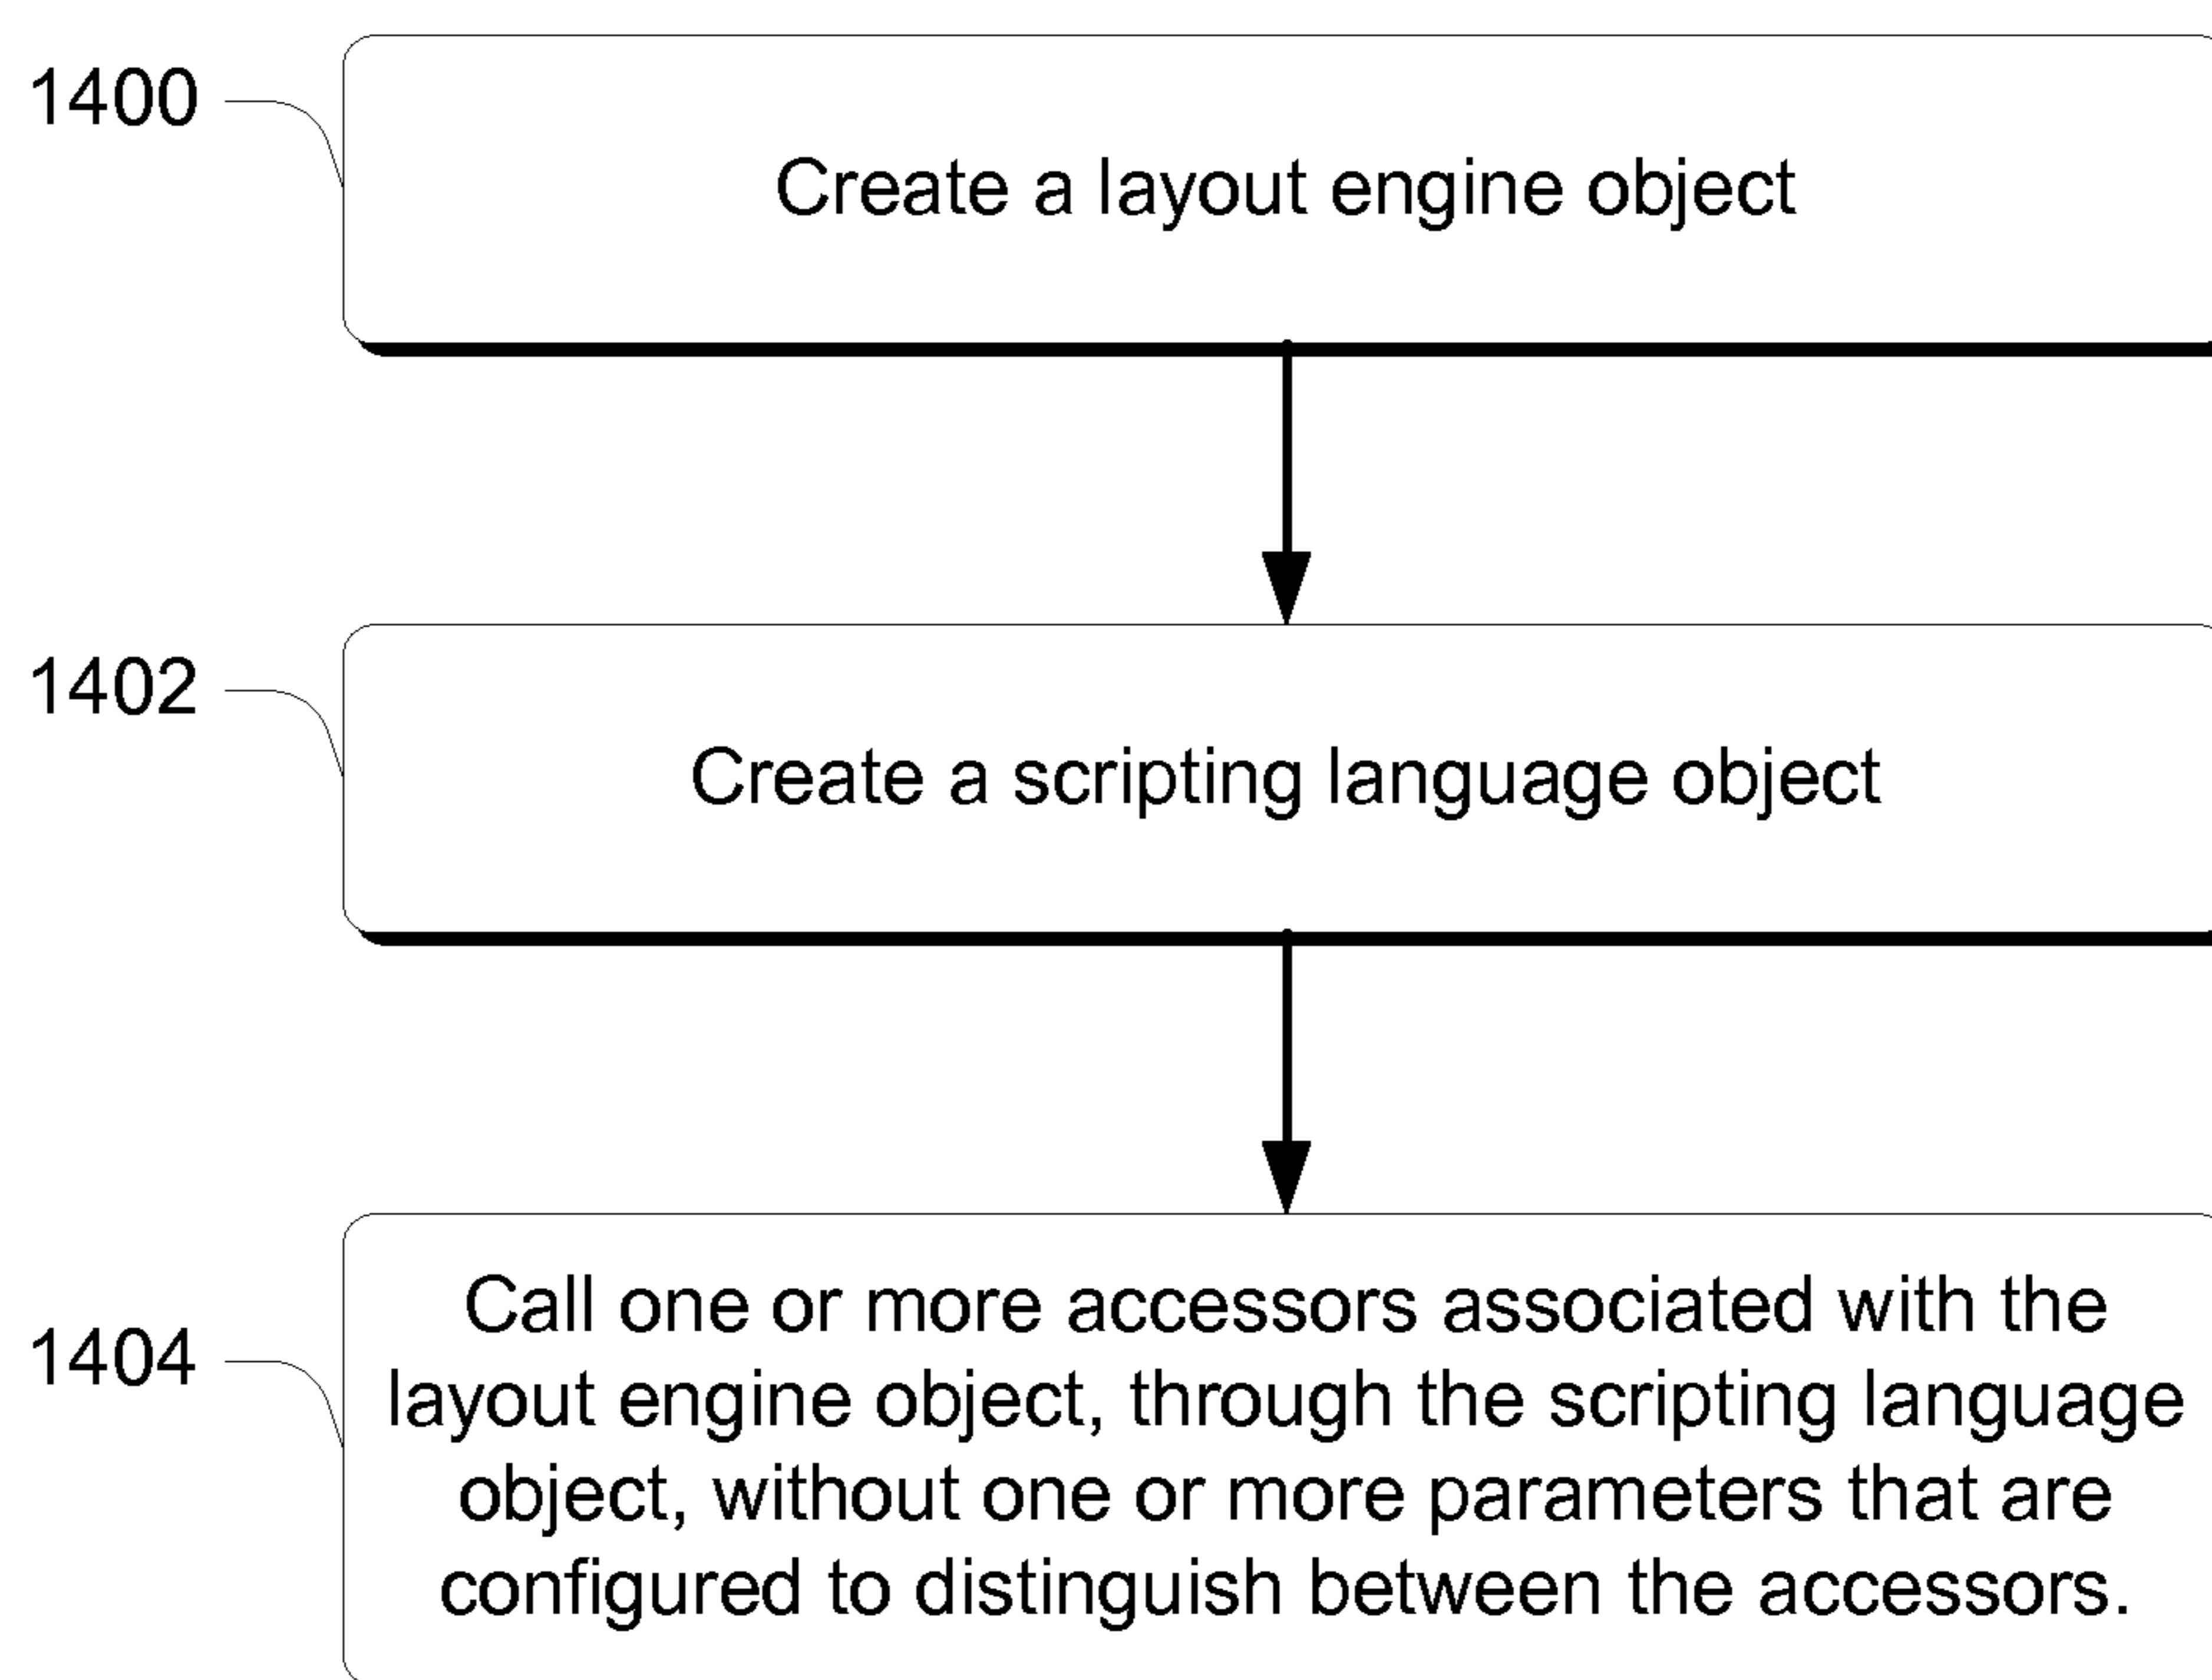 1400
Create a layout engine object
1402
Create a scripting language object
1404
Call one or more accessors associated with the
layout engine object, through the scripting language
object, without one or more parameters that are
configured to distinguish between the accessors.